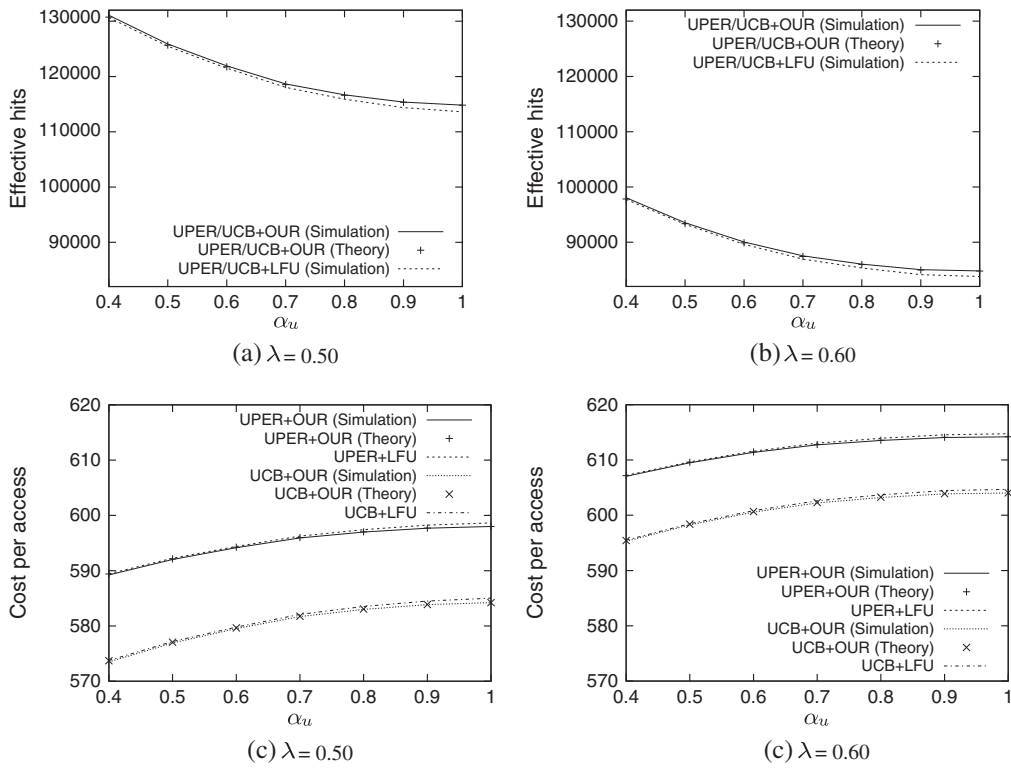 130000
120000
110000
100000
90000
Effective hits
UPER/UCB+OUR (Simulation)
UPER/UCB+OUR (Theory)
UPER/UCB+LFU (Simulation)
0.4 0.5 0.6 0.7 0.8 0.9 1
α_u
(a) λ = 0.50
130000
120000
110000
100000
90000
Effective hits
UPER/UCB+OUR (Simulation)
UPER/UCB+OUR (Theory)
UPER/UCB+LFU (Simulation)
0.4 0.5 0.6 0.7 0.8 0.9 1
α_u
(b) λ = 0.60
620
610
600
590
580
570
Cost per access
UPER+OUR (Simulation)
UPER+OUR (Theory)
UPER+LFU
UCB+OUR (Simulation)
UCB+OUR (Theory)
UCB+LFU
0.4 0.5 0.6 0.7 0.8 0.9 1
α_u
(c) λ = 0.50
620
610
600
590
580
570
Cost per access
UPER+OUR (Simulation)
UPER+OUR (Theory)
UPER+LFU
UCB+OUR (Simulation)
UCB+OUR (Theory)
UCB+LFU
0.4 0.5 0.6 0.7 0.8 0.9 1
α_u
(c) λ = 0.60